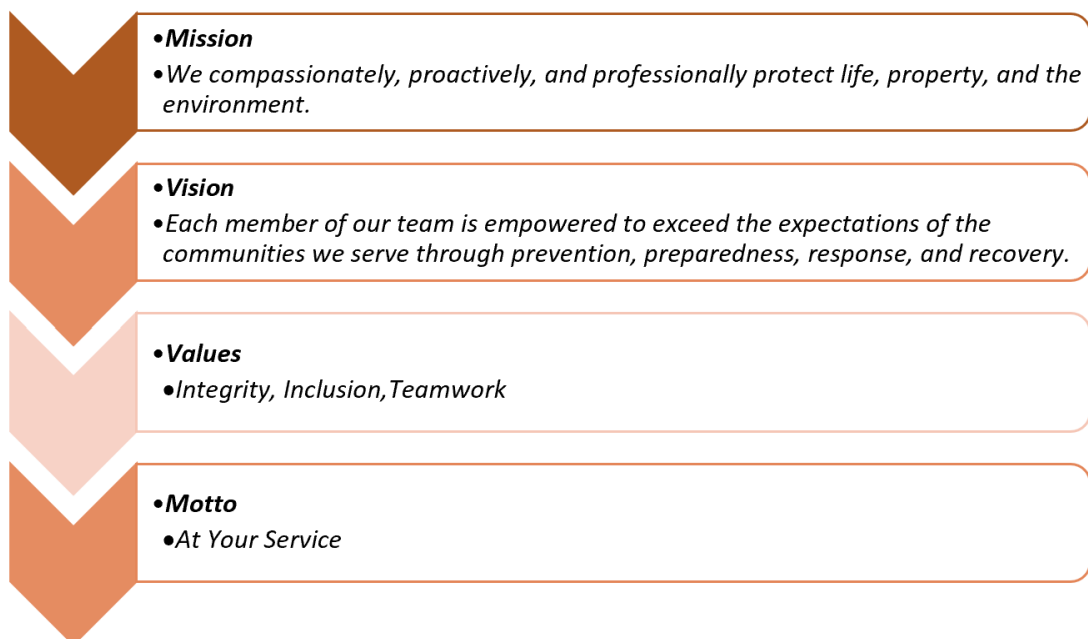 •Mission
•We compassionately, proactively, and professionally protect life, property, and the
environment.
•Vision
•Each member of our team is empowered to exceed the expectations of the
communities we serve through prevention, preparedness, response, and recovery.
•Values
•Integrity, Inclusion,Teamwork
•Motto
•At Your Service